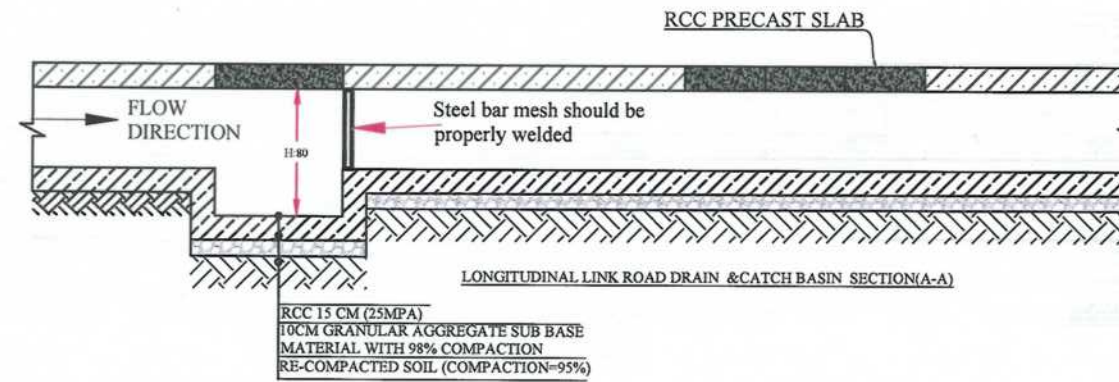 RCC PRECAST SLAB
FLOW
DIRECTION
H:80
Steel bar mesh should be
properly welded
LONGITUDINAL LINK ROAD DRAIN &CATCH BASIN SECTION(A-A)
RCC 15 CM (25MPA)
10CM GRANULAR AGGREGATE SUB BASE
MATERIAL WITH 98% COMPACTION
RE-COMPACTED SOIL (COMPACTION=95%)